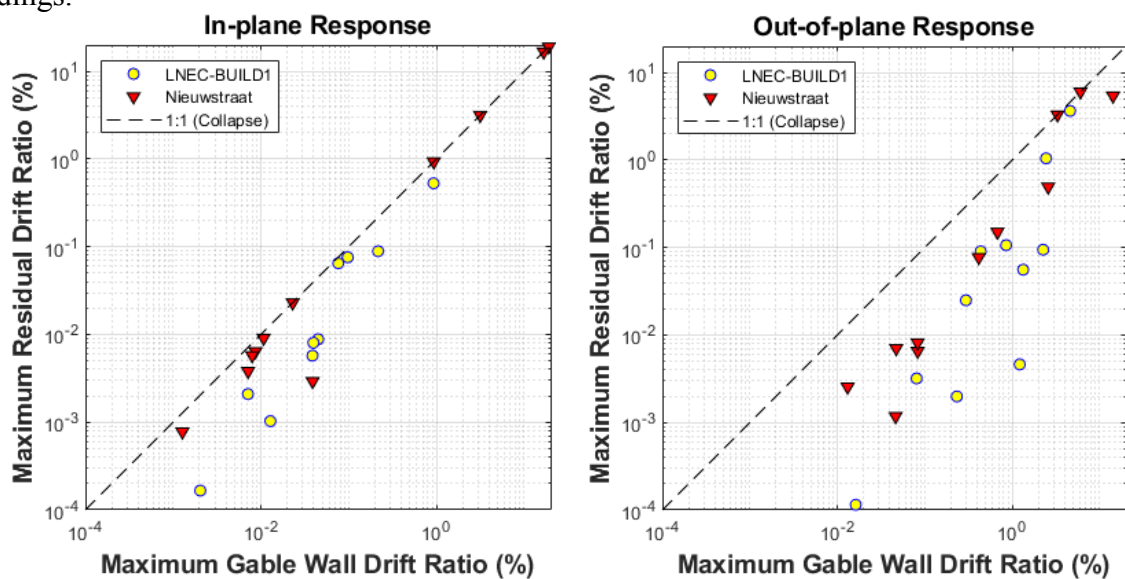 dings.
In-plane Response
Maximum Residual Drift Ratio (%)
10^1
10^0
10^-1
10^-2
10^-3
10^-4
LNEC-BUILD1
Nieuwstraat
1:1 (Collapse)
10^-4
10^-2
10^0
Maximum Gable Wall Drift Ratio (%)
Out-of-plane Response
Maximum Residual Drift Ratio (%)
10^1
10^0
10^-1
10^-2
10^-3
10^-4
LNEC-BUILD1
Nieuwstraat
1:1 (Collapse)
10^-4
10^-2
10^0
Maximum Gable Wall Drift Ratio (%)